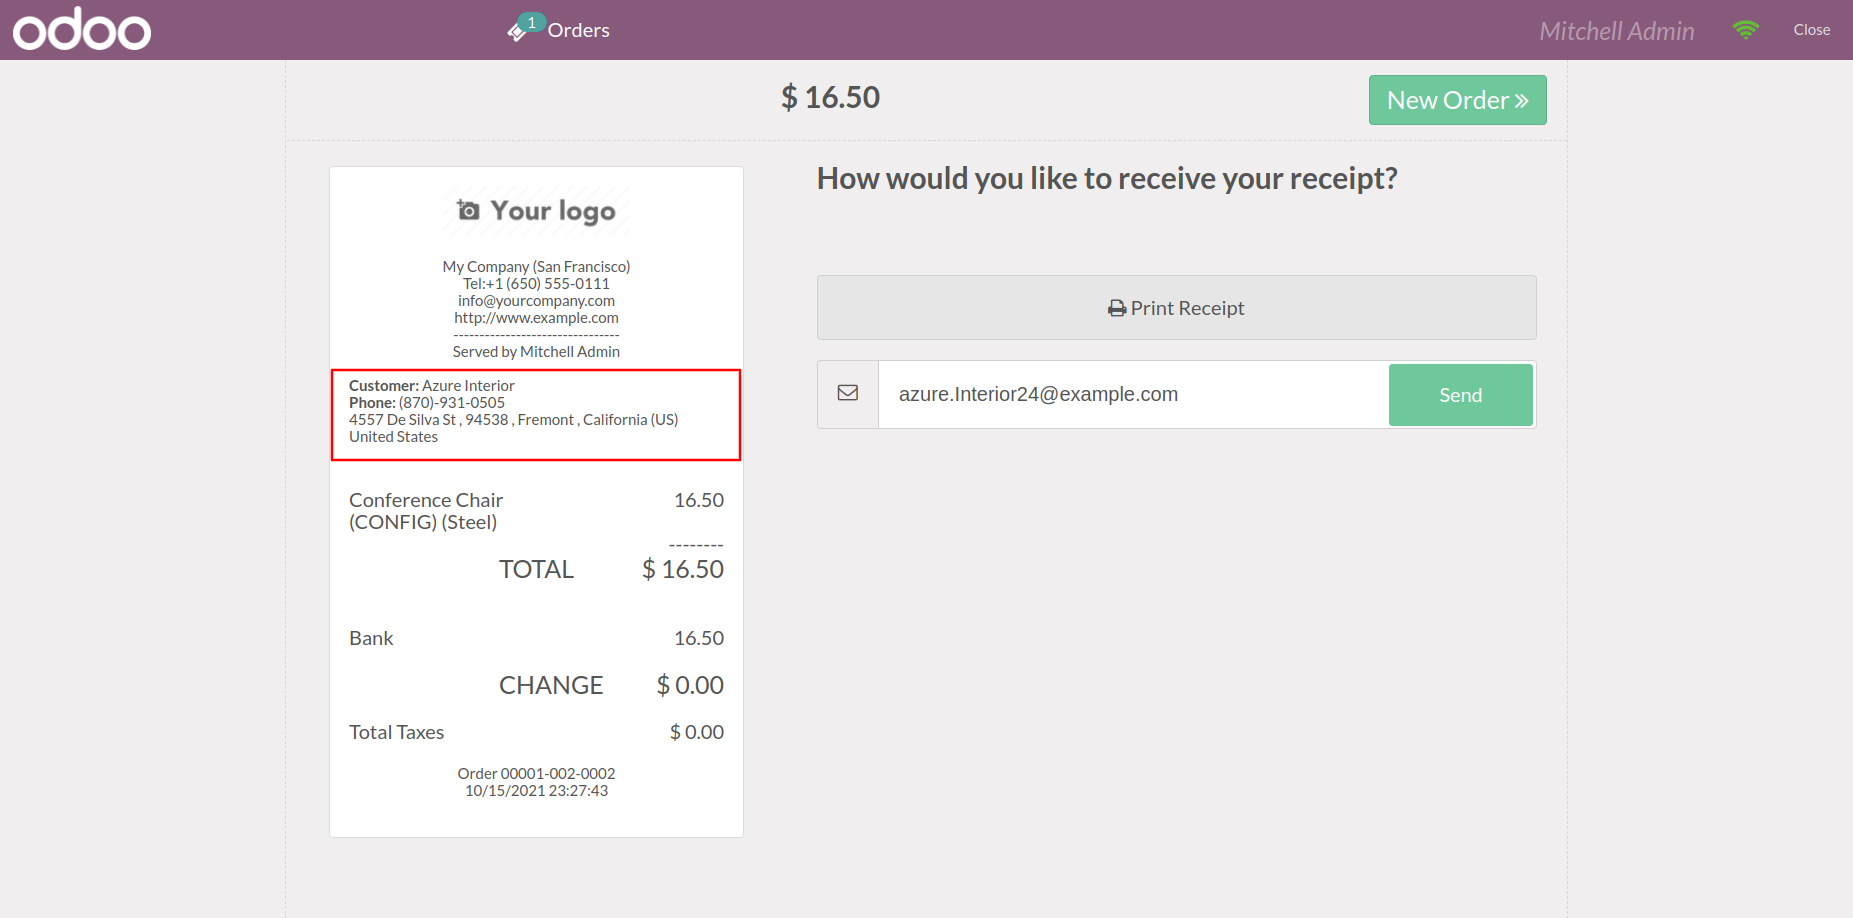 odoo
1 Orders
Mitchell Admin
Close
$ 16.50
New Order »
Your logo
My Company (San Francisco)
Tel:+1 (650) 555-0111
info@yourcompany.com
http://www.example.com
--------------------------------
Served by Mitchell Admin
Customer: Azure Interior
Phone: (870)-931-0505
4557 De Silva St , 94538 , Fremont , California (US)
United States
Conference Chair 16.50
(CONFIG) (Steel)
--------
TOTAL $ 16.50
Bank 16.50
CHANGE $ 0.00
Total Taxes $ 0.00
Order 00001-002-0002
10/15/2021 23:27:43
How would you like to receive your receipt?
Print Receipt
azure.Interior24@example.com
Send